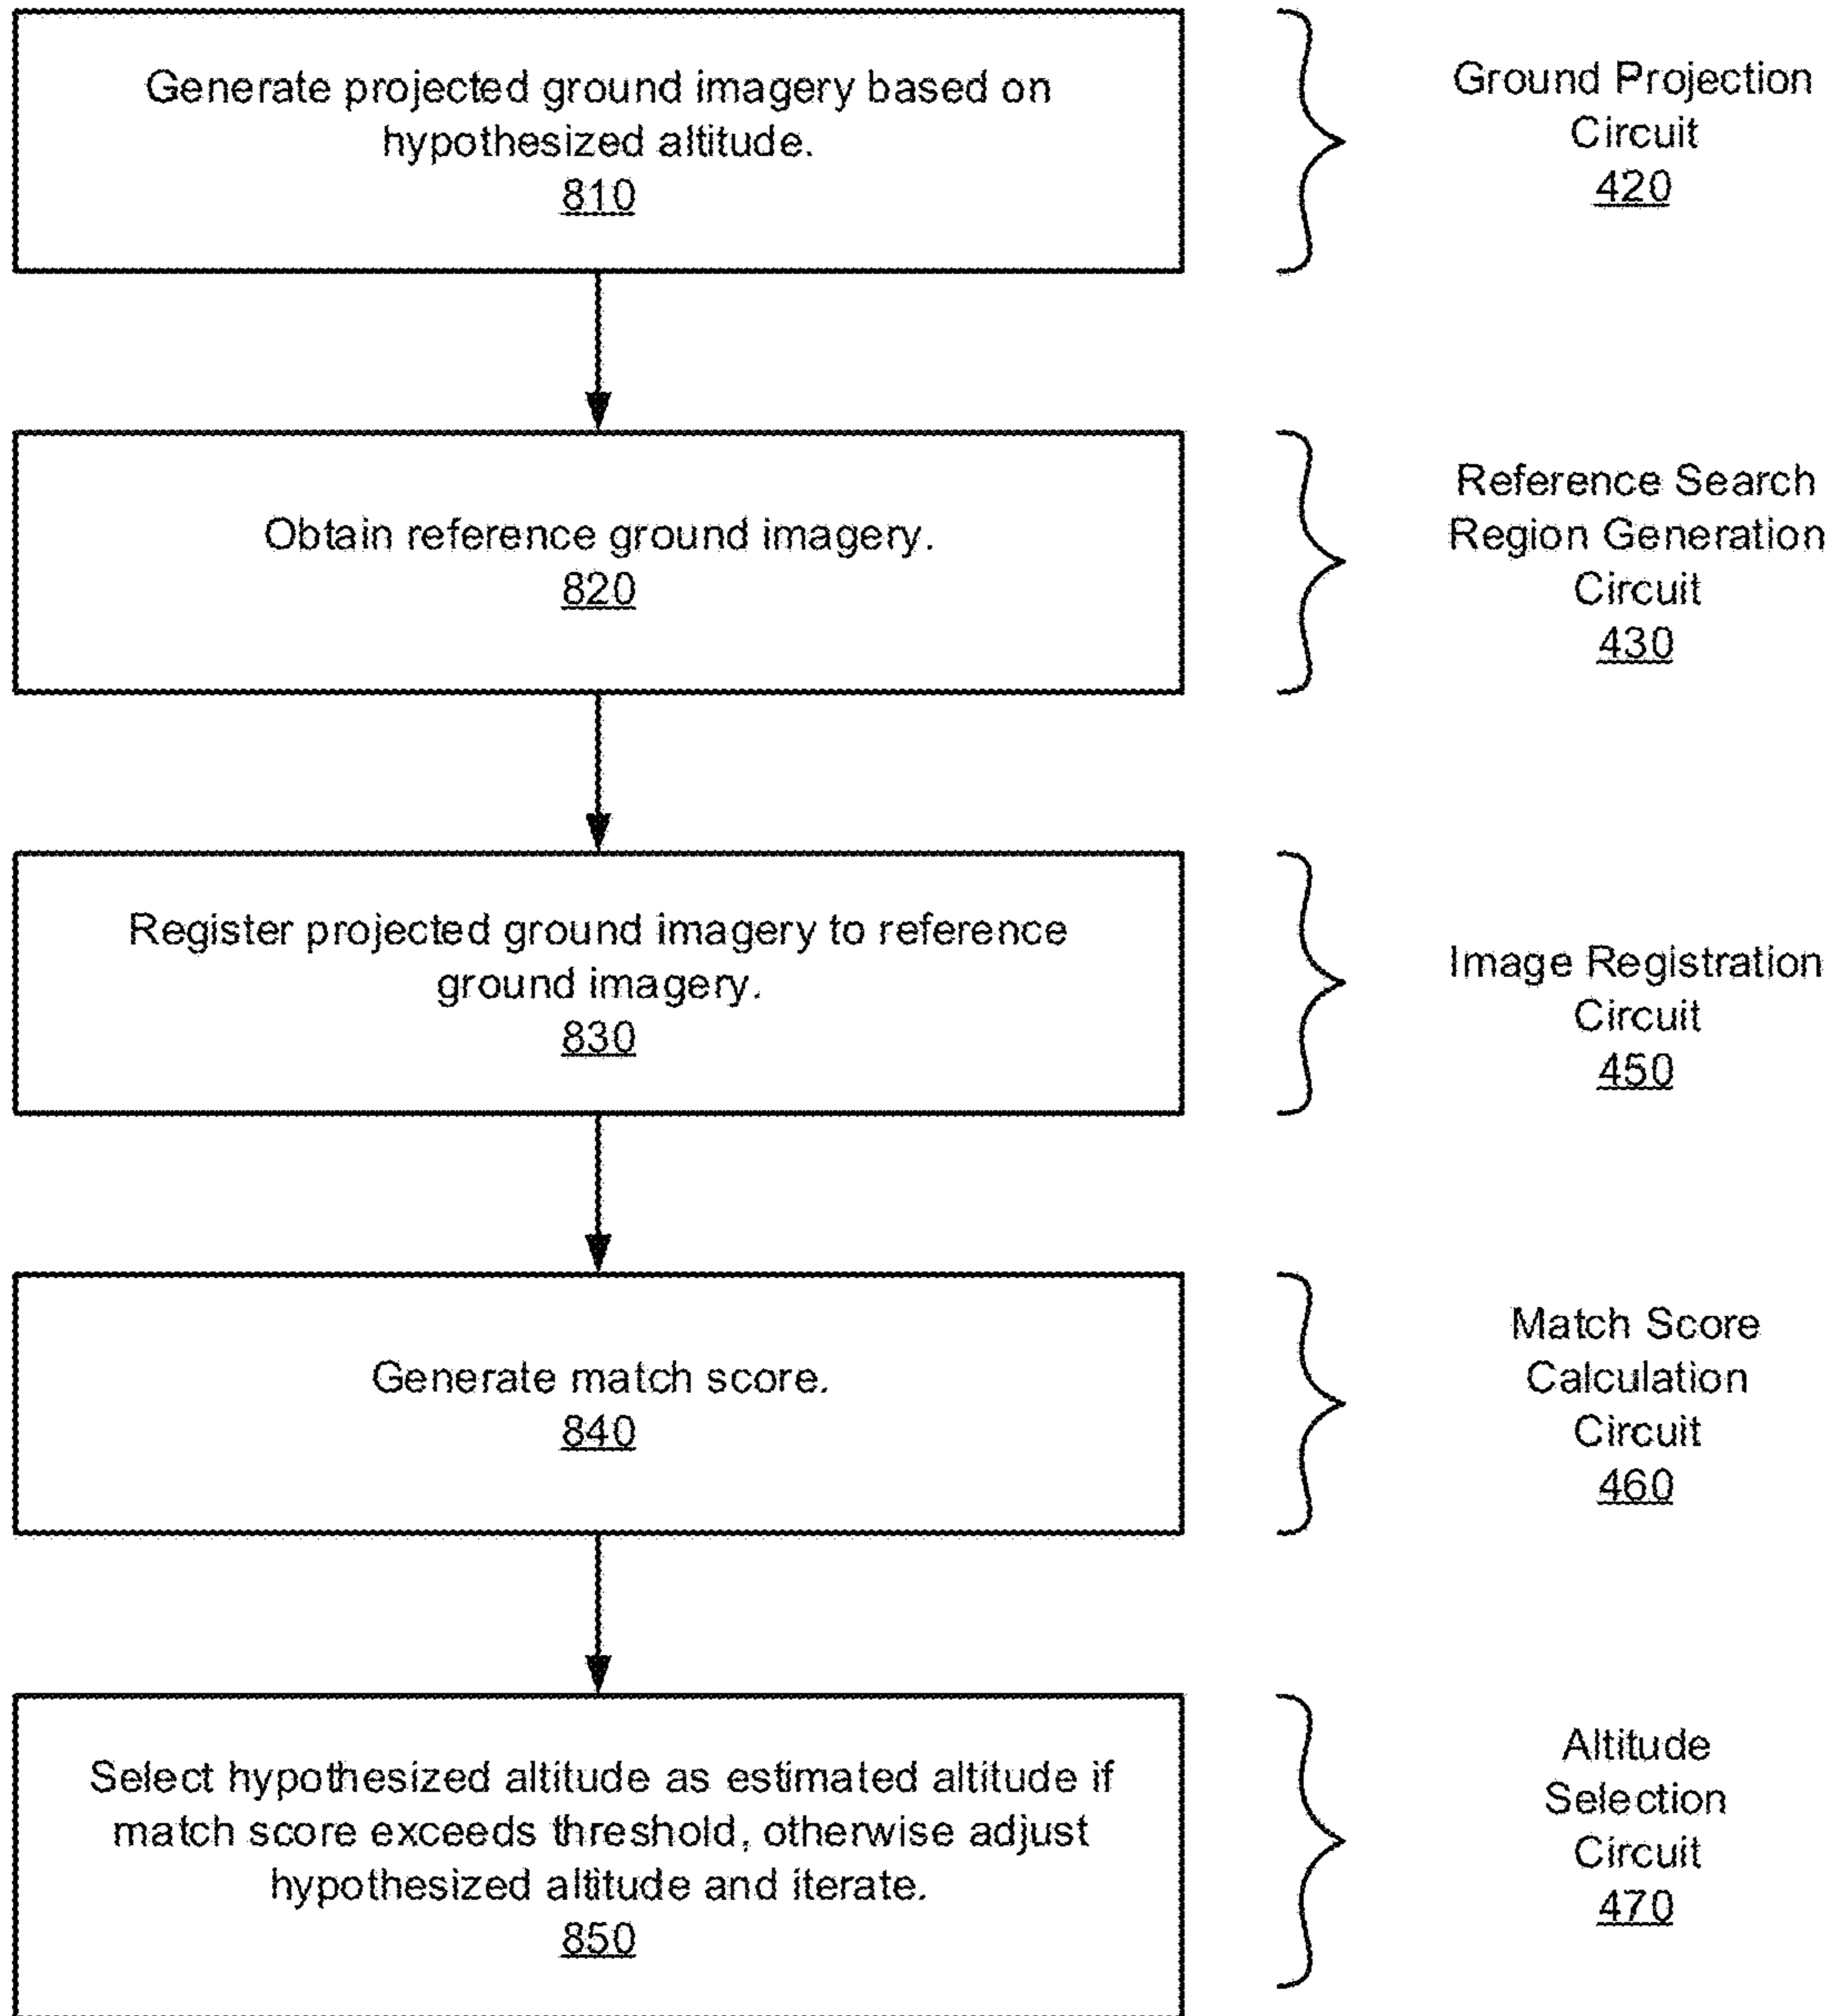 Generate projected ground imagery based on
hypothesized altitude.
810
Ground Projection
Circuit
420
Obtain reference ground imagery.
820
Reference Search
Region Generation
Circuit
430
Register projected ground imagery to reference
ground imagery.
830
Image Registration
Circuit
450
Generate match score.
840
Match Score
Calculation
Circuit
460
Select hypothesized altitude as estimated altitude if
match score exceeds threshold, otherwise adjust
hypothesized altitude and iterate.
850
Altitude
Selection
Circuit
470